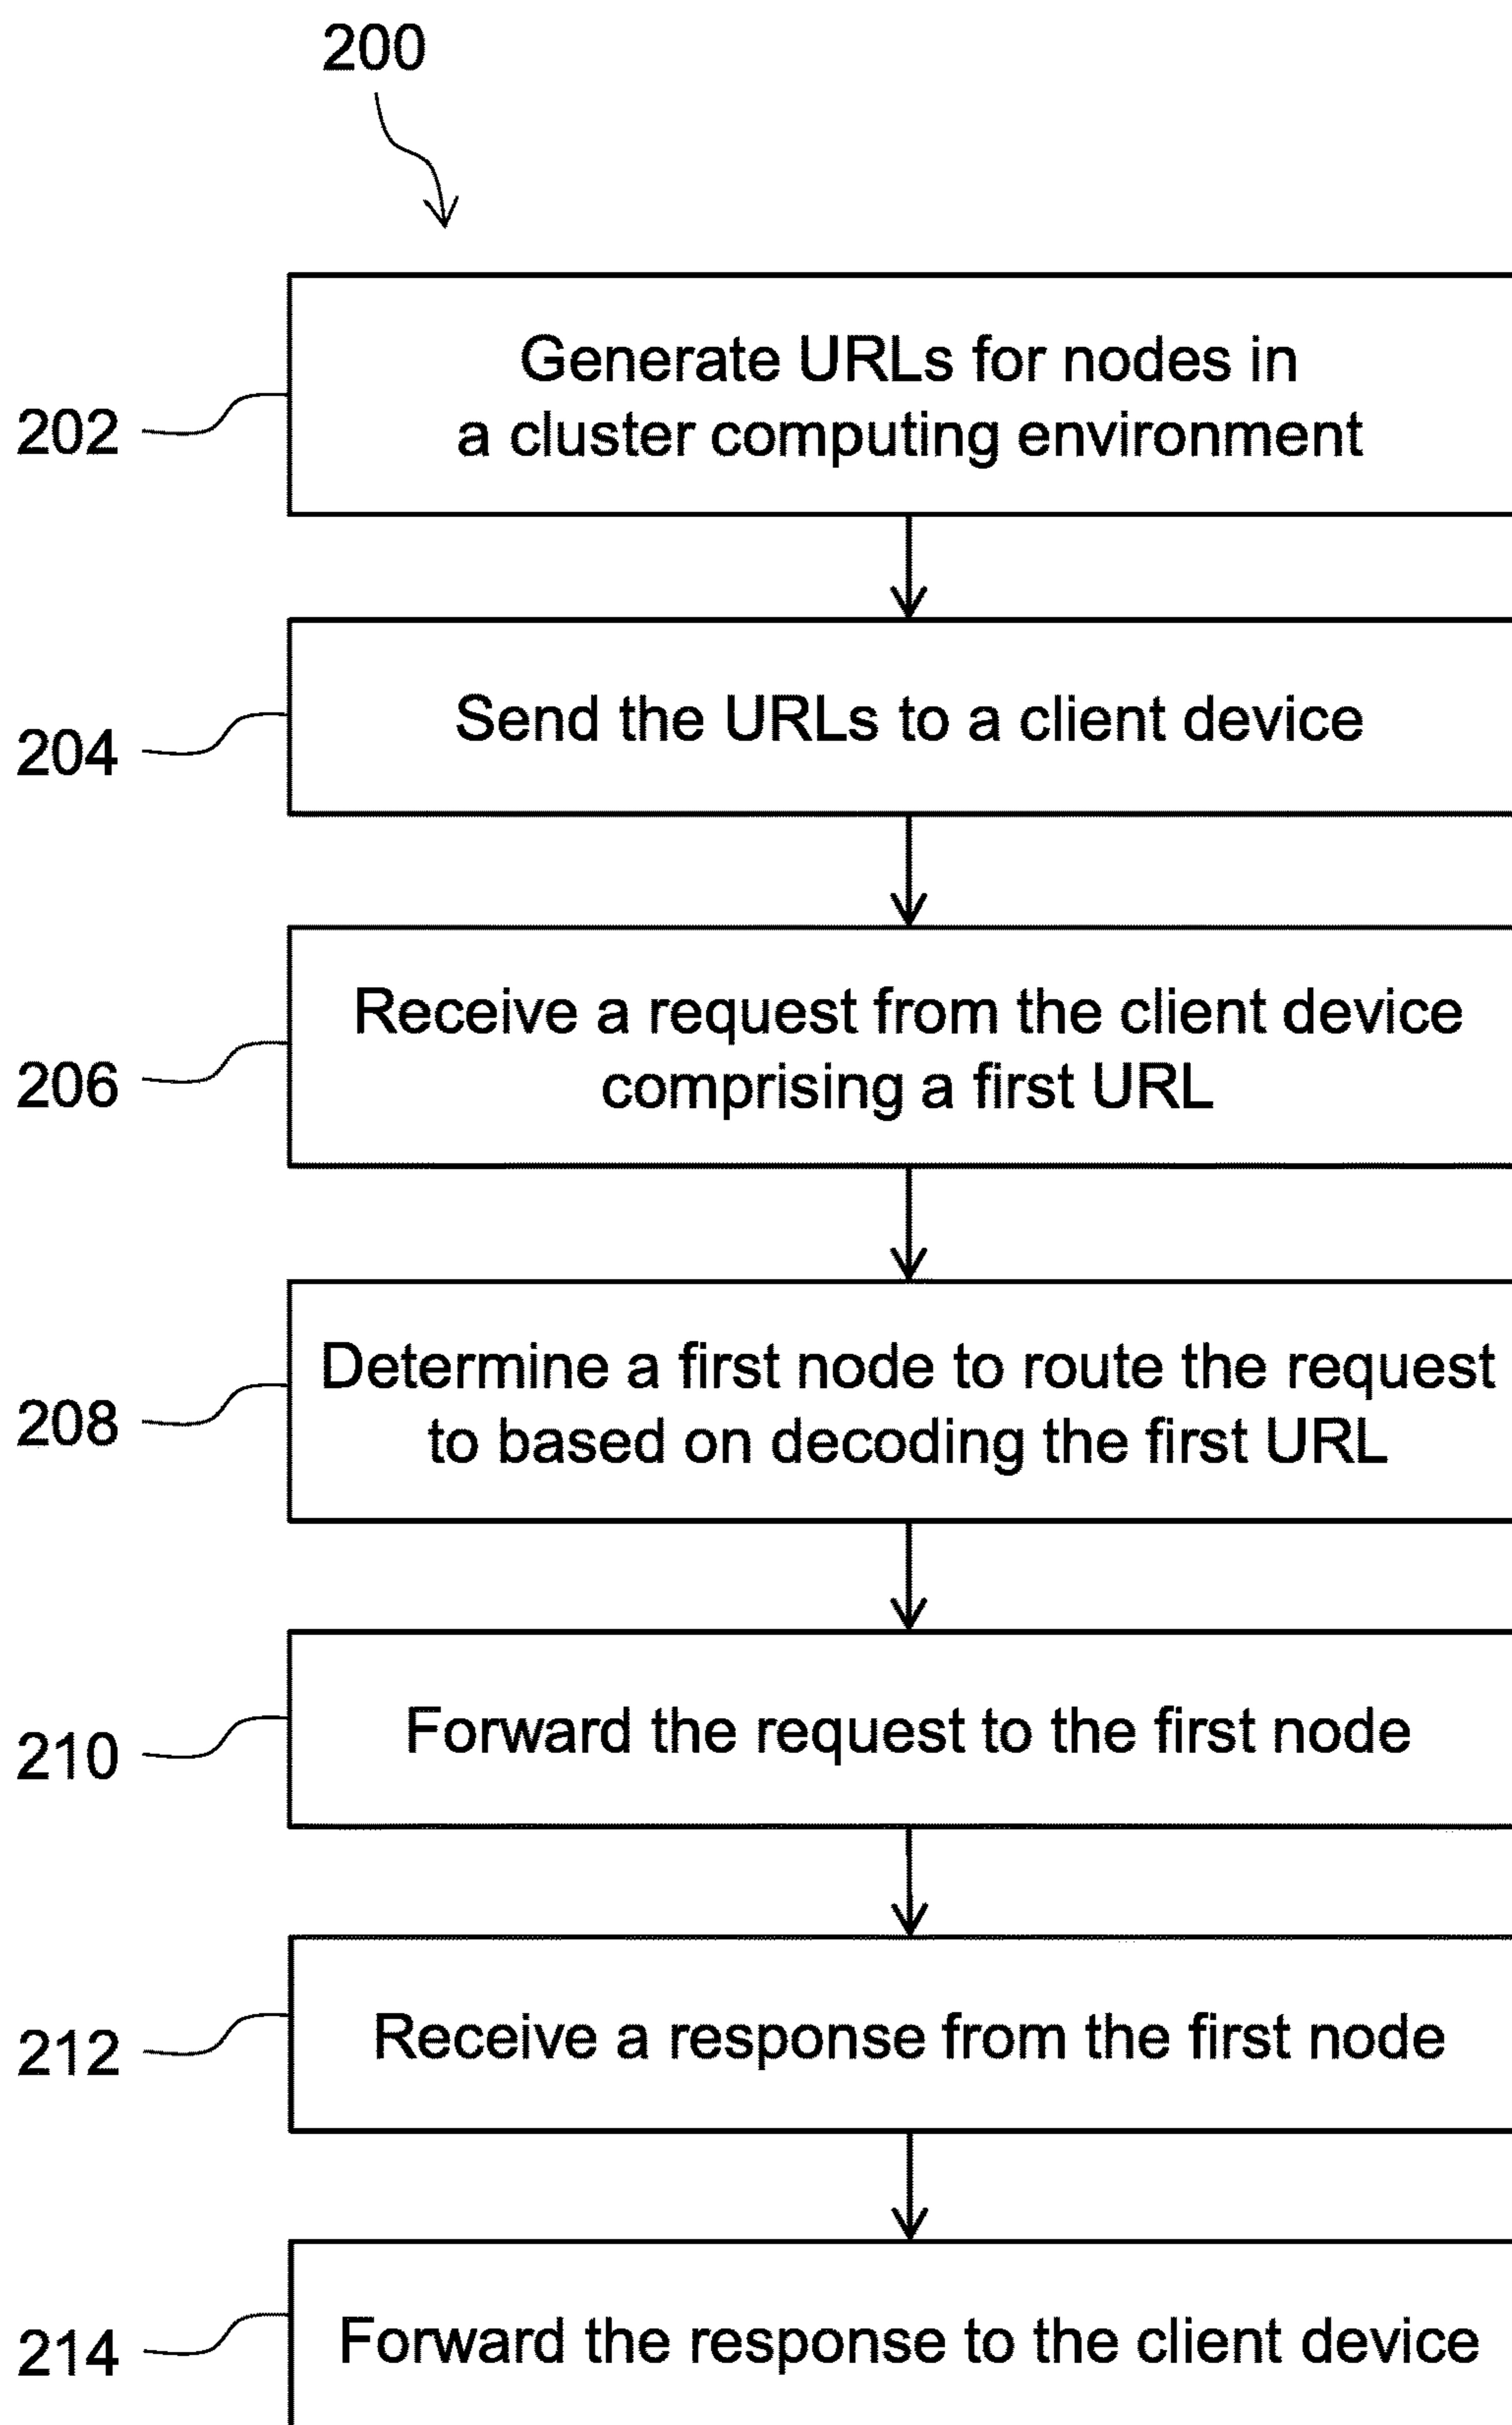 200
202
Generate URLs for nodes in
a cluster computing environment
204
Send the URLs to a client device
206
Receive a request from the client device
comprising a first URL
208
Determine a first node to route the request
to based on decoding the first URL
210
Forward the request to the first node
212
Receive a response from the first node
214
Forward the response to the client device